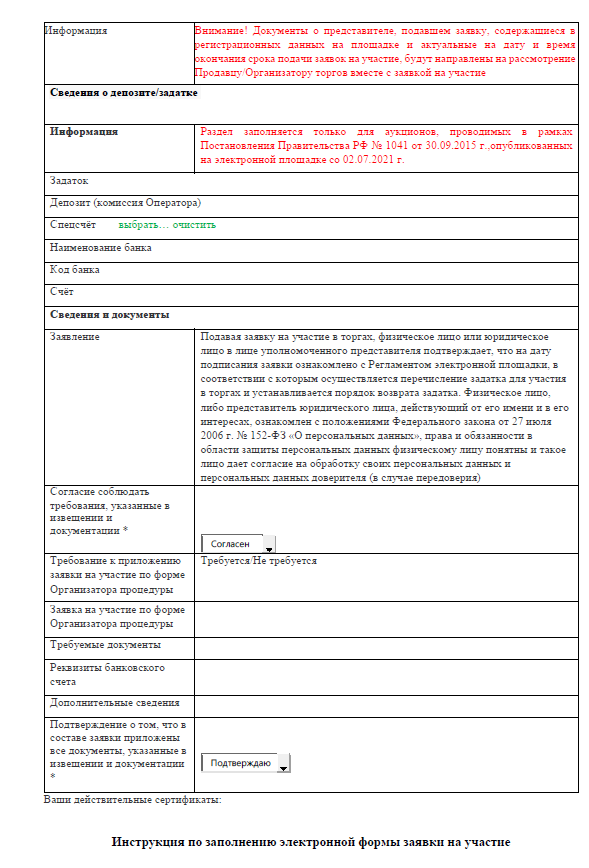 Информация
Внимание! Документы о представителе, подавшем заявку, содержащиеся в
регистрационных данных на площадке и актуальные на дату и время
окончания срока подачи заявок на участие, будут направлены на рассмотрение
Продавцу/Организатору торгов вместе с заявкой на участие
Сведения о депозите/задатке
Информация
Раздел заполняется только для аукционов, проводимых в рамках
Постановления Правительства РФ № 1041 от 30.09.2015 г.,опубликованных
на электронной площадке со 02.07.2021 г.
Задаток
Депозит (комиссия Оператора)
Спецсчёт выбрать… очистить
Наименование банка
Код банка
Счёт
Сведения и документы
Заявление
Подавая заявку на участие в торгах, физическое лицо или юридическое
лицо в лице уполномоченного представителя подтверждает, что на дату
подписания заявки ознакомлено с Регламентом электронной площадки, в
соответствии с которым осуществляется перечисление задатка для участия
в торгах и устанавливается порядок возврата задатка. Физическое лицо,
либо представитель юридического лица, действующий от его имени и в его
интересах, ознакомлен с положениями Федерального закона от 27 июля
2006 г. № 152-ФЗ «О персональных данных», права и обязанности в
области защиты персональных данных физическому лицу понятны и такое
лицо дает согласие на обработку своих персональных данных и
персональных данных доверителя (в случае передоверия)
Согласие соблюдать
требования, указанные в
извещении и
документации *
Согласен
Требование к приложению
заявки на участие по форме
Организатора процедуры
Требуется/Не требуется
Заявка на участие по форме
Организатора процедуры
Требуемые документы
Реквизиты банковского
счета
Дополнительные сведения
Подтверждение о том, что в
составе заявки приложены
все документы, указанные в
извещении и документации
*
Подтверждаю
Ваши действительные сертификаты:
Инструкция по заполнению электронной формы заявки на участие